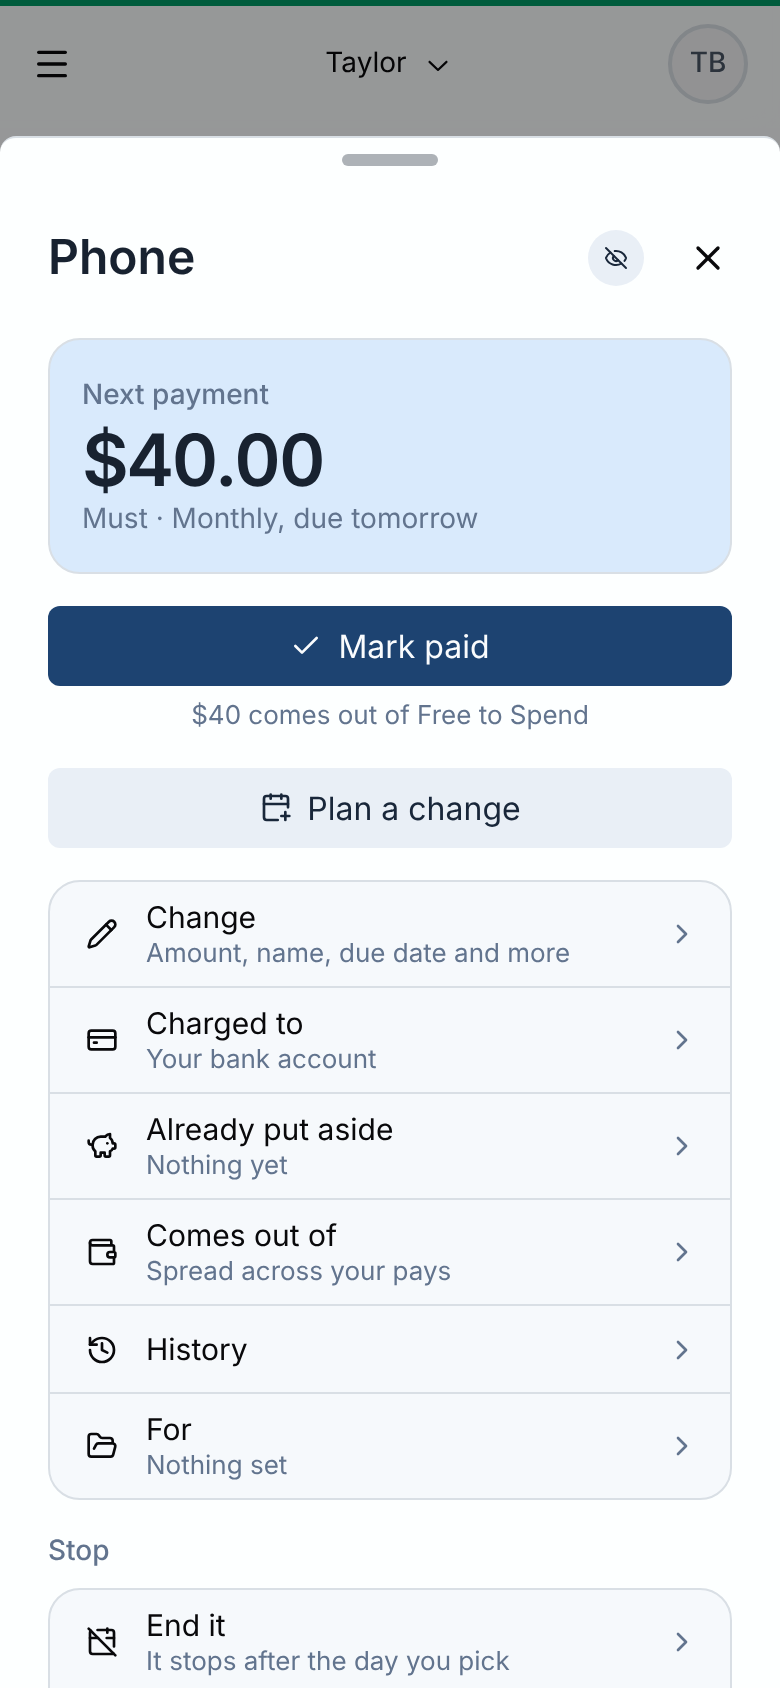 Taylor
TB
Phone
Next payment
$40.00
Must · Monthly, due tomorrow
Mark paid
$40 comes out of Free to Spend
Plan a change
Change
Amount, name, due date and more
Charged to
Your bank account
Already put aside
Nothing yet
Comes out of
Spread across your pays
History
For
Nothing set
Stop
End it
It stops after the day you pick